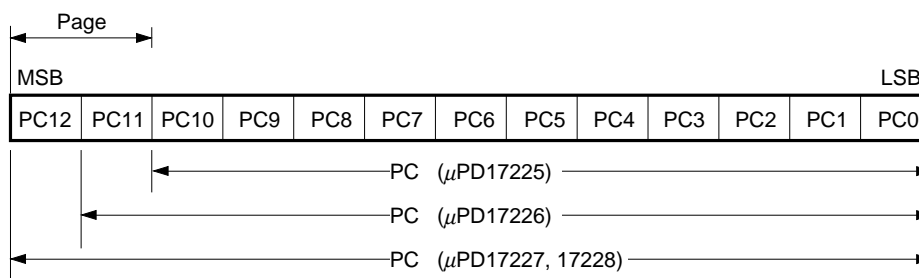 Page
MSB LSB
PC12 PC11 PC10 PC9 PC8 PC7 PC6 PC5 PC4 PC3 PC2 PC1 PC0
PC (μPD17225)
PC (μPD17226)
PC (μPD17227, 17228)